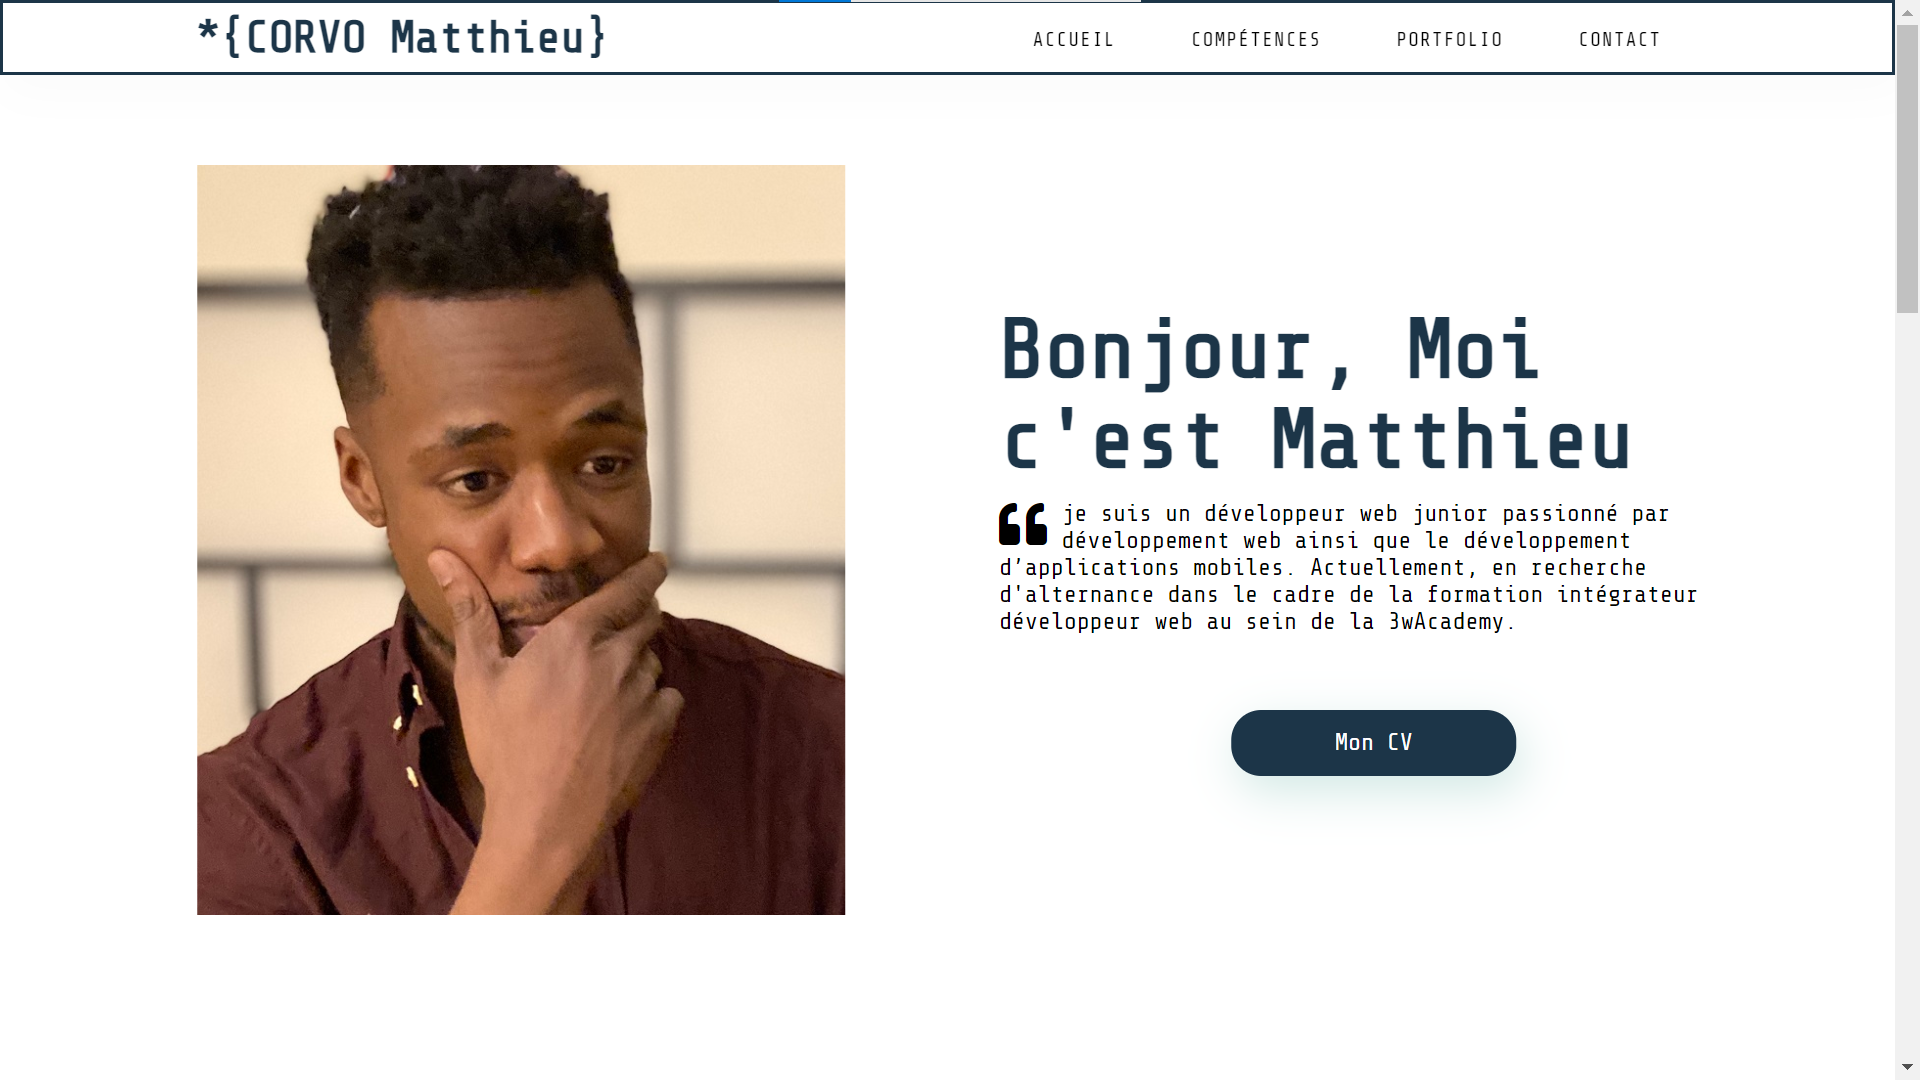 *{CORVO Matthieu}
ACCUEIL
COMPÉTENCES
PORTFOLIO
CONTACT
Bonjour, Moi
c'est Matthieu
je suis un développeur web junior passionné par
développement web ainsi que le développement
d’applications mobiles. Actuellement, en recherche
d'alternance dans le cadre de la formation intégrateur
développeur web au sein de la 3wAcademy.
Mon CV